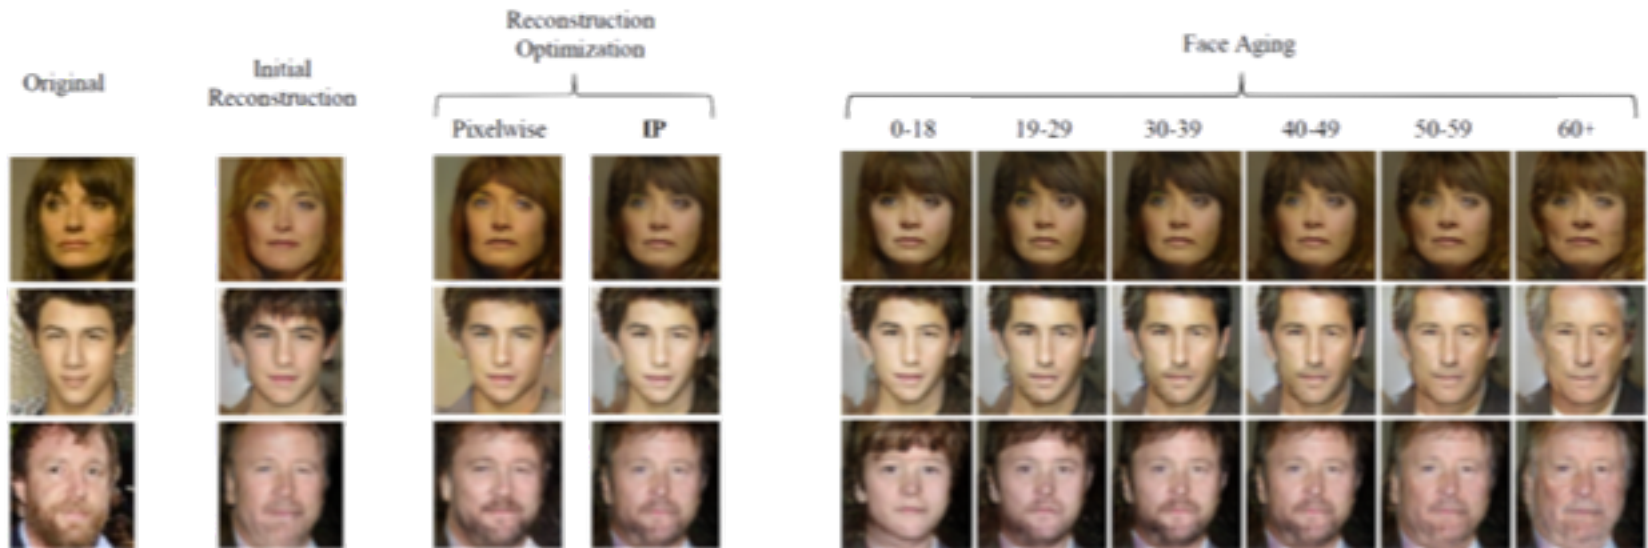 Original
Initial
Reconstruction
Reconstruction
Optimization
Pixelwise
IP
Face Aging
0-18
19-29
30-39
40-49
50-59
60+